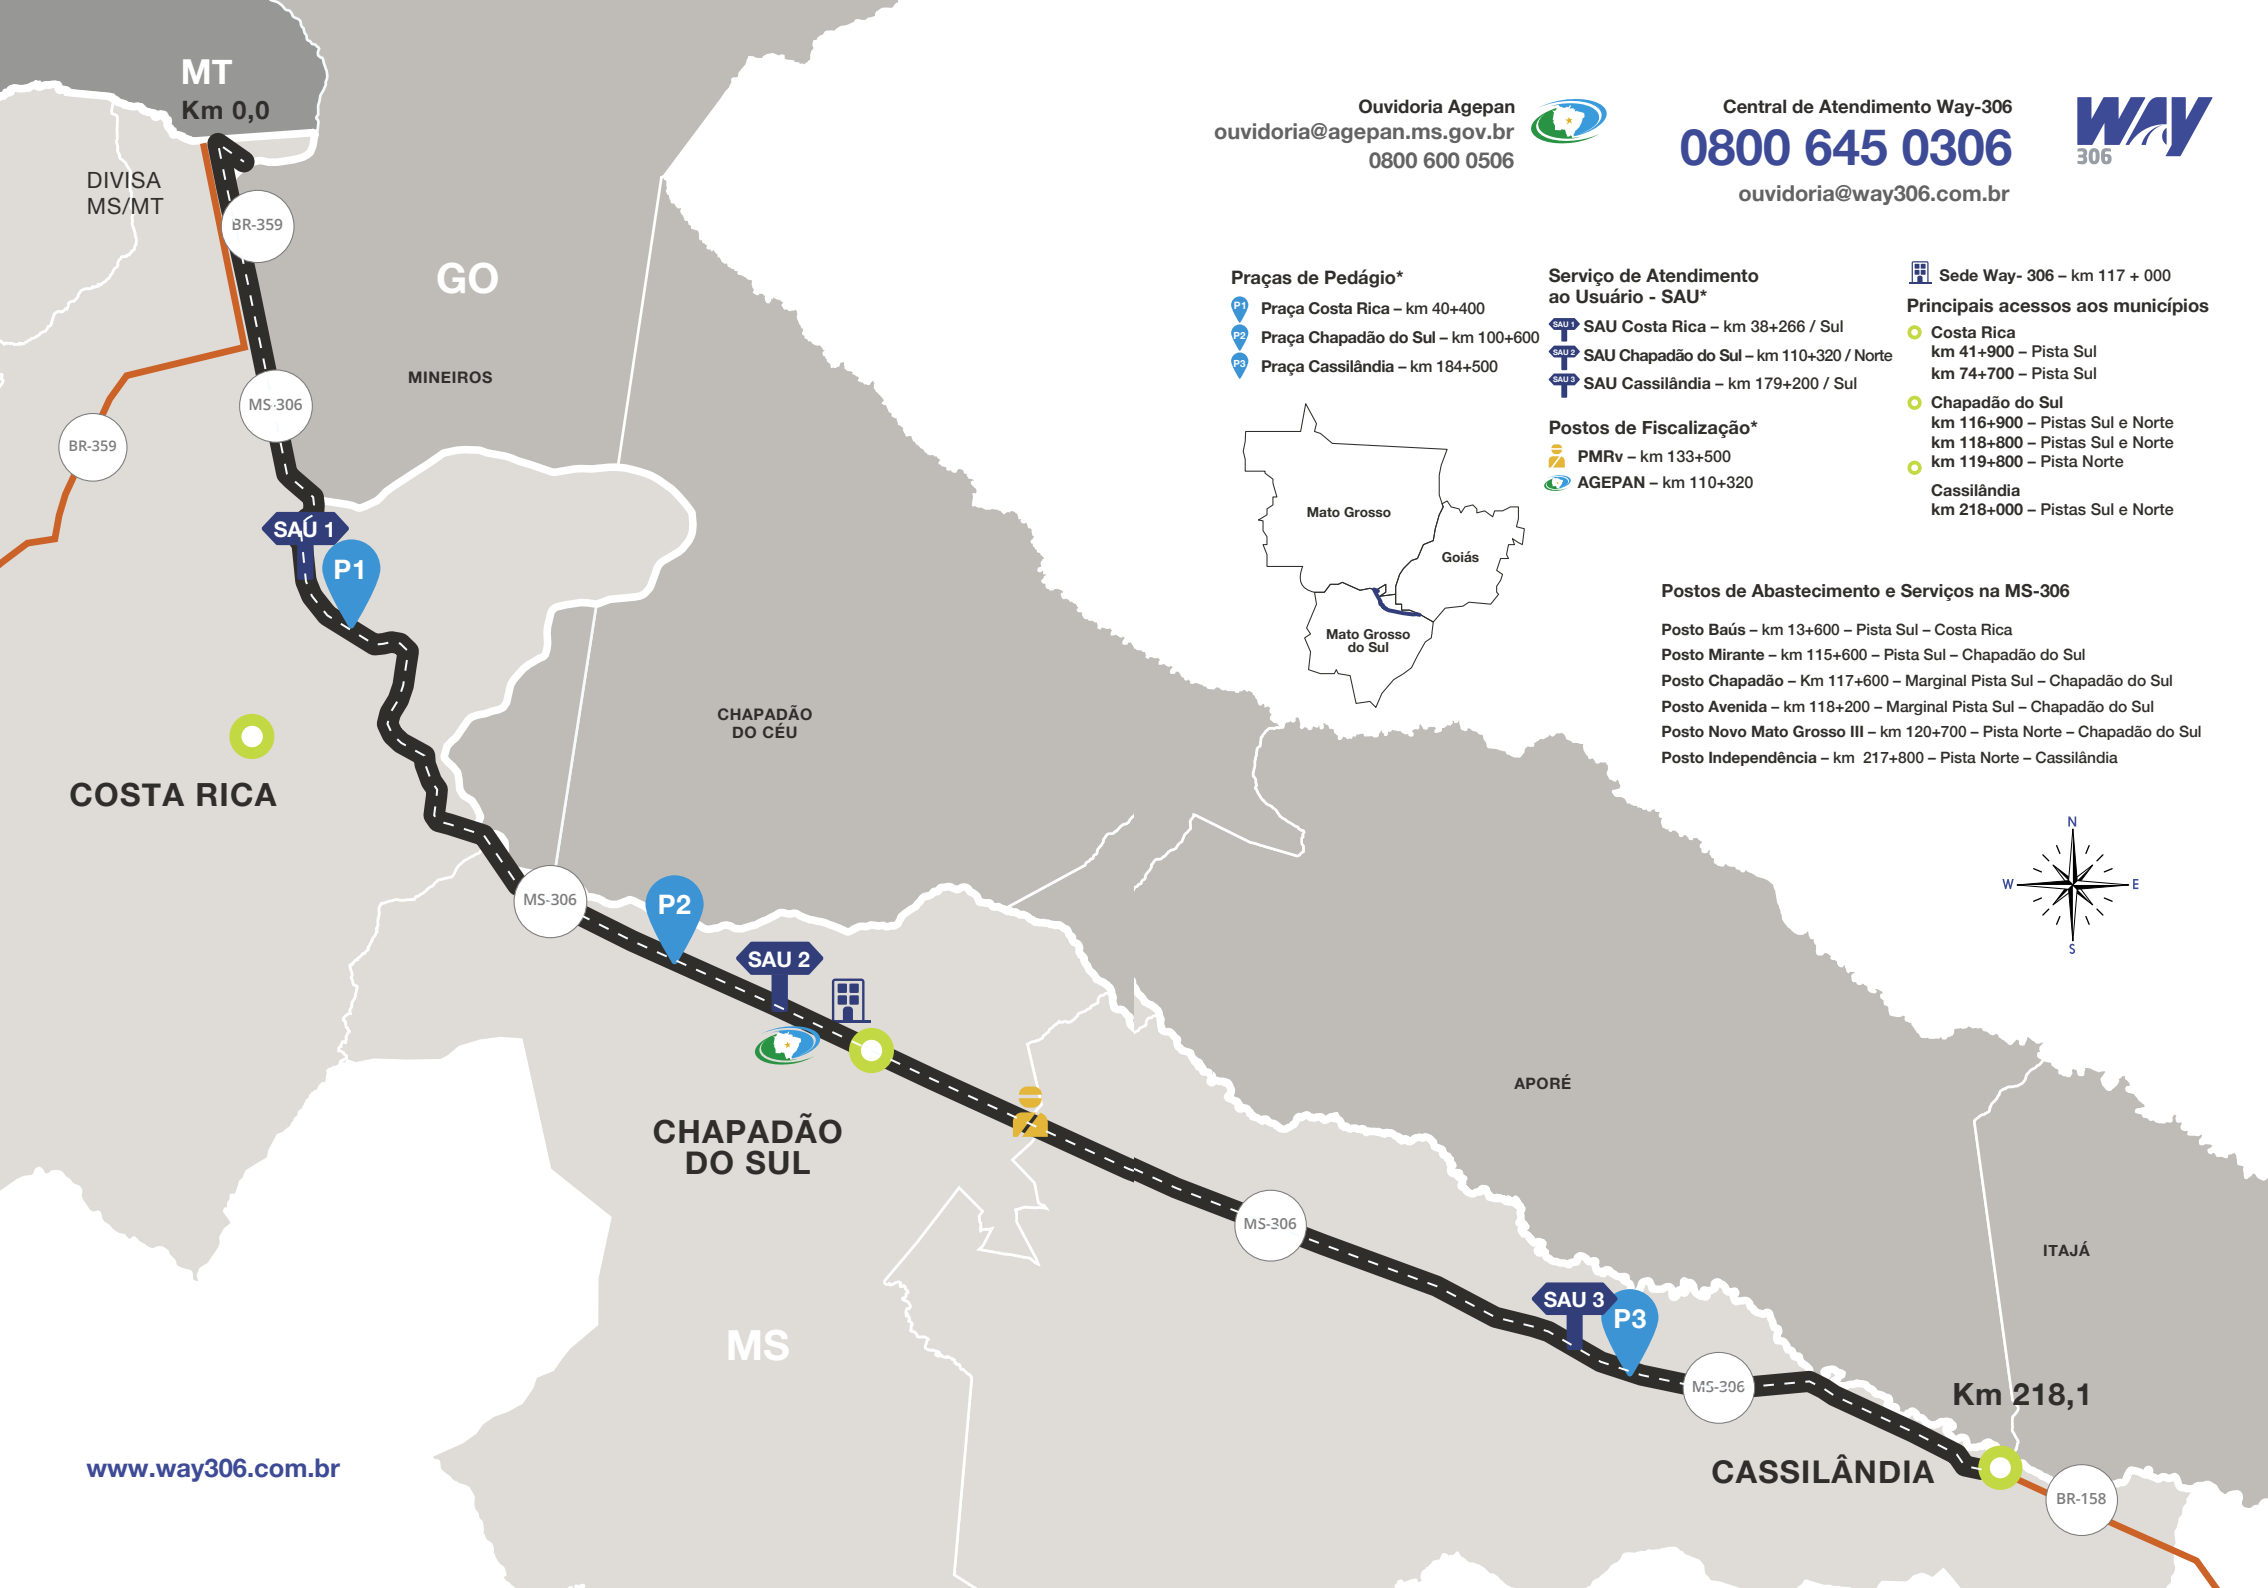 MT
Km 0,0
DIVISA
MS/MT
BR-359
GO
MS-306
MINEIROS
BR-359
SAU 1
P1
COSTA RICA
CHAPADÃO
DO CÉU
MS-306
P2
SAU 2
CHAPADÃO
DO SUL
MS
www.way306.com.br
Ouvidoria Agepan
ouvidoria@agepan.ms.gov.br
0800 600 0506
Central de Atendimento Way-306
0800 645 0306
ouvidoria@way306.com.br
WAY
306
Praças de Pedágio*
P1 Praça Costa Rica – km 40+400
P2 Praça Chapadão do Sul – km 100+600
P3 Praça Cassilândia – km 184+500
Serviço de Atendimento
ao Usuário - SAU*
SAU 1 SAU Costa Rica – km 38+266 / Sul
SAU 2 SAU Chapadão do Sul – km 110+320 / Norte
SAU 3 SAU Cassilândia – km 179+200 / Sul
Postos de Fiscalização*
PMRv – km 133+500
AGEPAN – km 110+320
Sede Way- 306 – km 117 + 000
Principais acessos aos municípios
Costa Rica
km 41+900 – Pista Sul
km 74+700 – Pista Sul
Chapadão do Sul
km 116+900 – Pistas Sul e Norte
km 118+800 – Pistas Sul e Norte
km 119+800 – Pista Norte
Cassilândia
km 218+000 – Pistas Sul e Norte
Mato Grosso
Goiás
Mato Grosso
do Sul
Postos de Abastecimento e Serviços na MS-306
Posto Baús – km 13+600 – Pista Sul – Costa Rica
Posto Mirante – km 115+600 – Pista Sul – Chapadão do Sul
Posto Chapadão – Km 117+600 – Marginal Pista Sul – Chapadão do Sul
Posto Avenida – km 118+200 – Marginal Pista Sul – Chapadão do Sul
Posto Novo Mato Grosso III – km 120+700 – Pista Norte – Chapadão do Sul
Posto Independência – km 217+800 – Pista Norte – Cassilândia
N
W
E
S
APORÉ
MS-306
ITAJÁ
SAU 3
P3
MS-306
Km 218,1
CASSILÂNDIA
BR-158